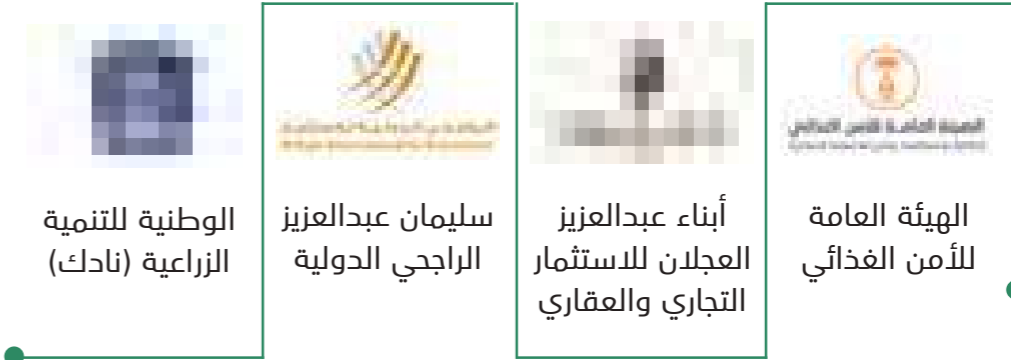 الهيئة العامة
للأمن الغذائي
أبناء عبدالعزيز
العجلان للاستثمار
التجاري والعقاري
سليمان عبدالعزيز
الراجحي الدولية
الوطنية للتنمية
الزراعية (نادك)